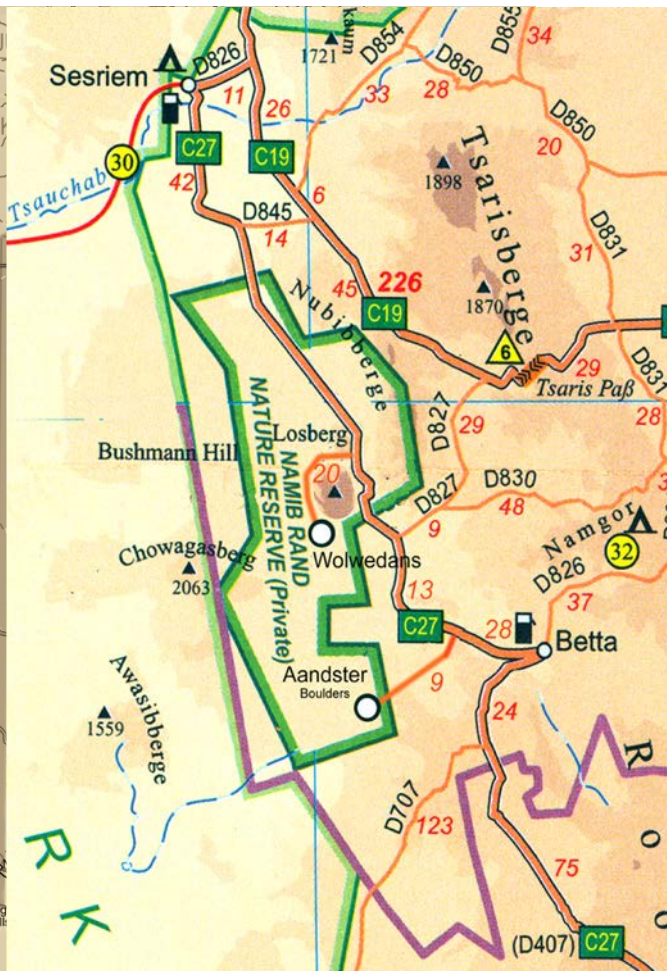 kaum
1721
D854
D855
34
Sesriem
D826
11
26
33
28
D850
D850
20
30
C27
C19
42
Tsauchab
1898
Tsarisberge
D845
6
14
D831
31
45
226
1870
C19
Nubibberge
6
29
Tsaris Paß
D831
28
D827
29
NAMIB RAND
NATURE RESERVE (Private)
Losberg
20
Bushmann Hill
D827
9
D830
48
Namgor
32
Wolwedans
Chowagasberg
2063
D826
37
13
C27
28
Betta
Aandster
Boulders
9
24
Awasibberge
1559
D707
123
75
R
o
R K
(D407)
C27